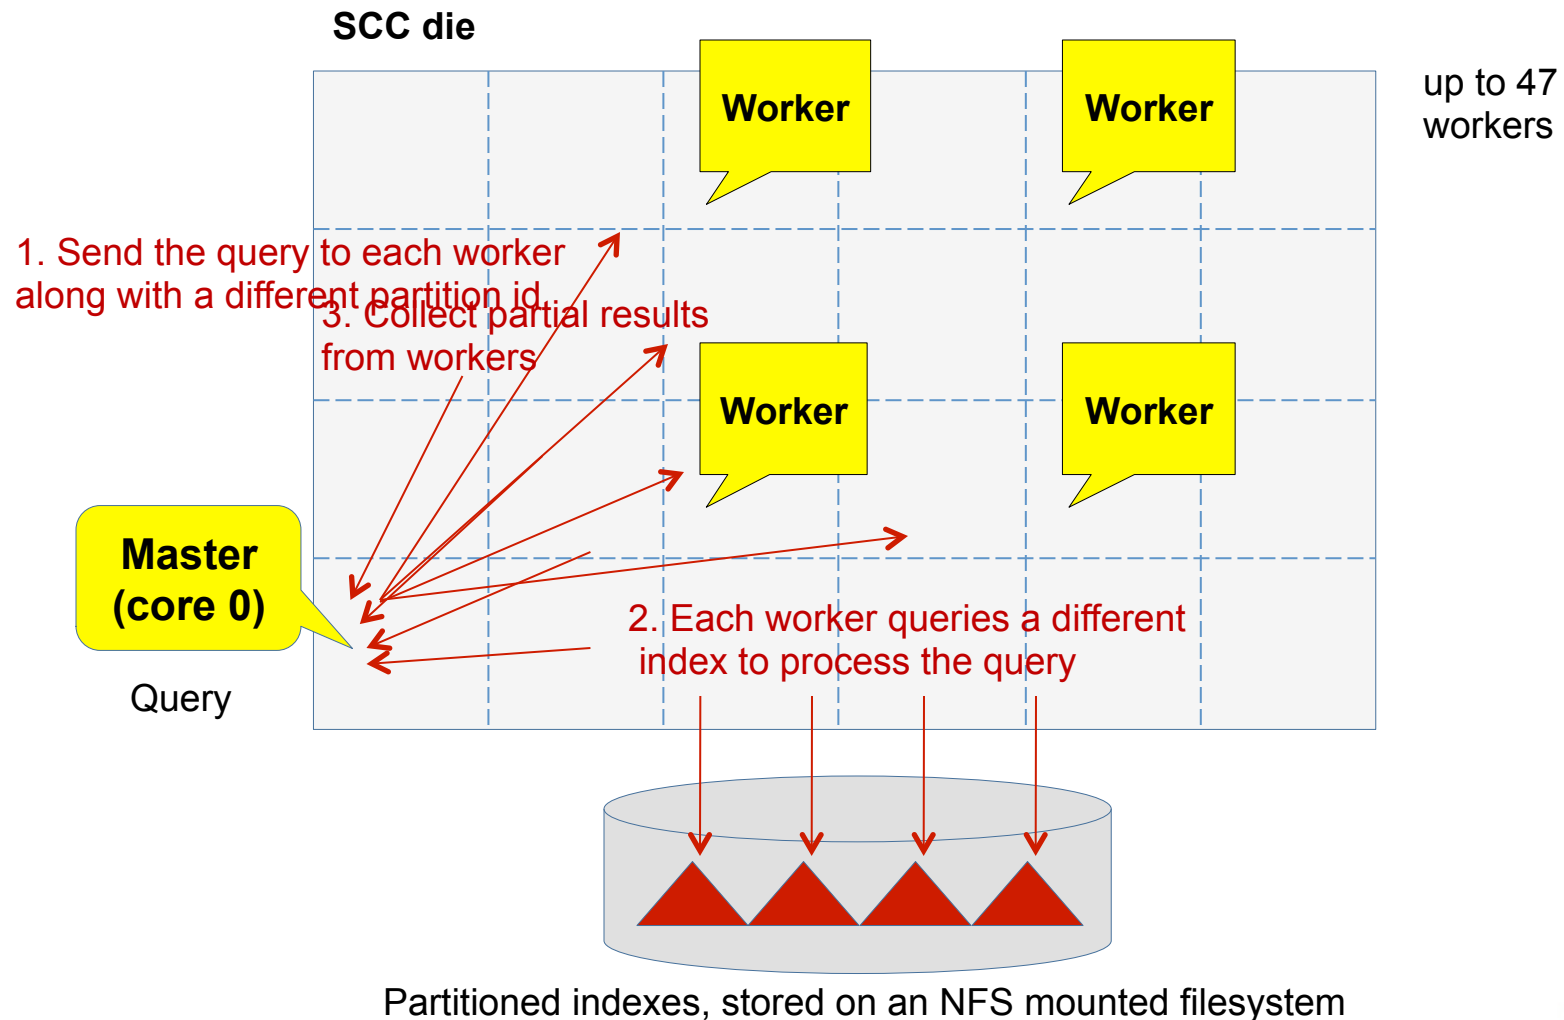 SCC die
Worker
Worker
up to 47
workers
1. Send the query to each worker
along with a different partition id
3. Collect partial results
from workers
Worker
Worker
Master
(core 0)
2. Each worker queries a different
index to process the query
Query
Partitioned indexes, stored on an NFS mounted filesystem